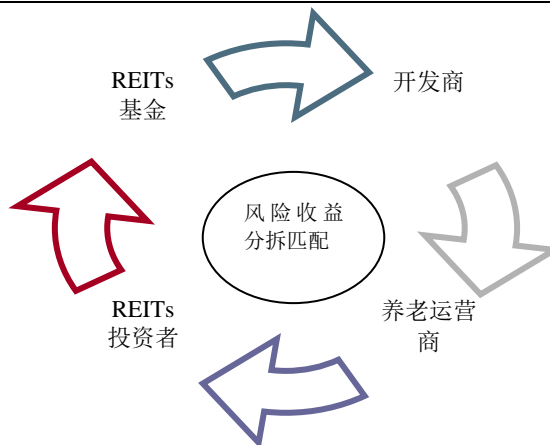 REITs
基金
开发商
风 险 收 益
分拆匹配
REITs
投资者
养老运营
商